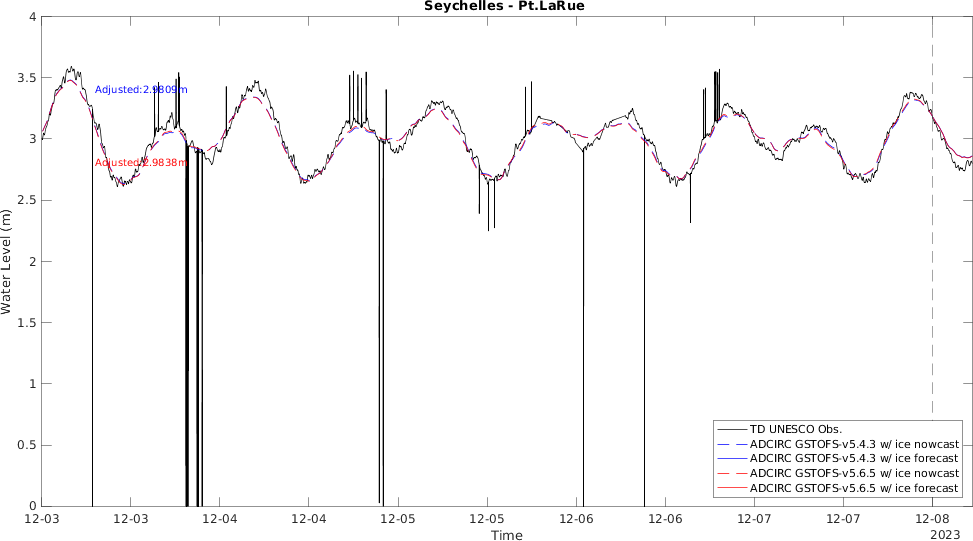 Seychelles - Pt.LaRue
4
3.5
3
2.5
2
1.5
1
0.5
0
Water Level (m)
Adjusted:2.9809m
Adjusted:2.9838m
TD UNESCO Obs.
ADCIRC GSTOFS-v5.4.3 w/ ice nowcast
ADCIRC GSTOFS-v5.4.3 w/ ice forecast
ADCIRC GSTOFS-v5.6.5 w/ ice nowcast
ADCIRC GSTOFS-v5.6.5 w/ ice forecast
12-03 12-03 12-04 12-04 12-05 12-05 12-06 12-06 12-07 12-07 12-08
Time
2023